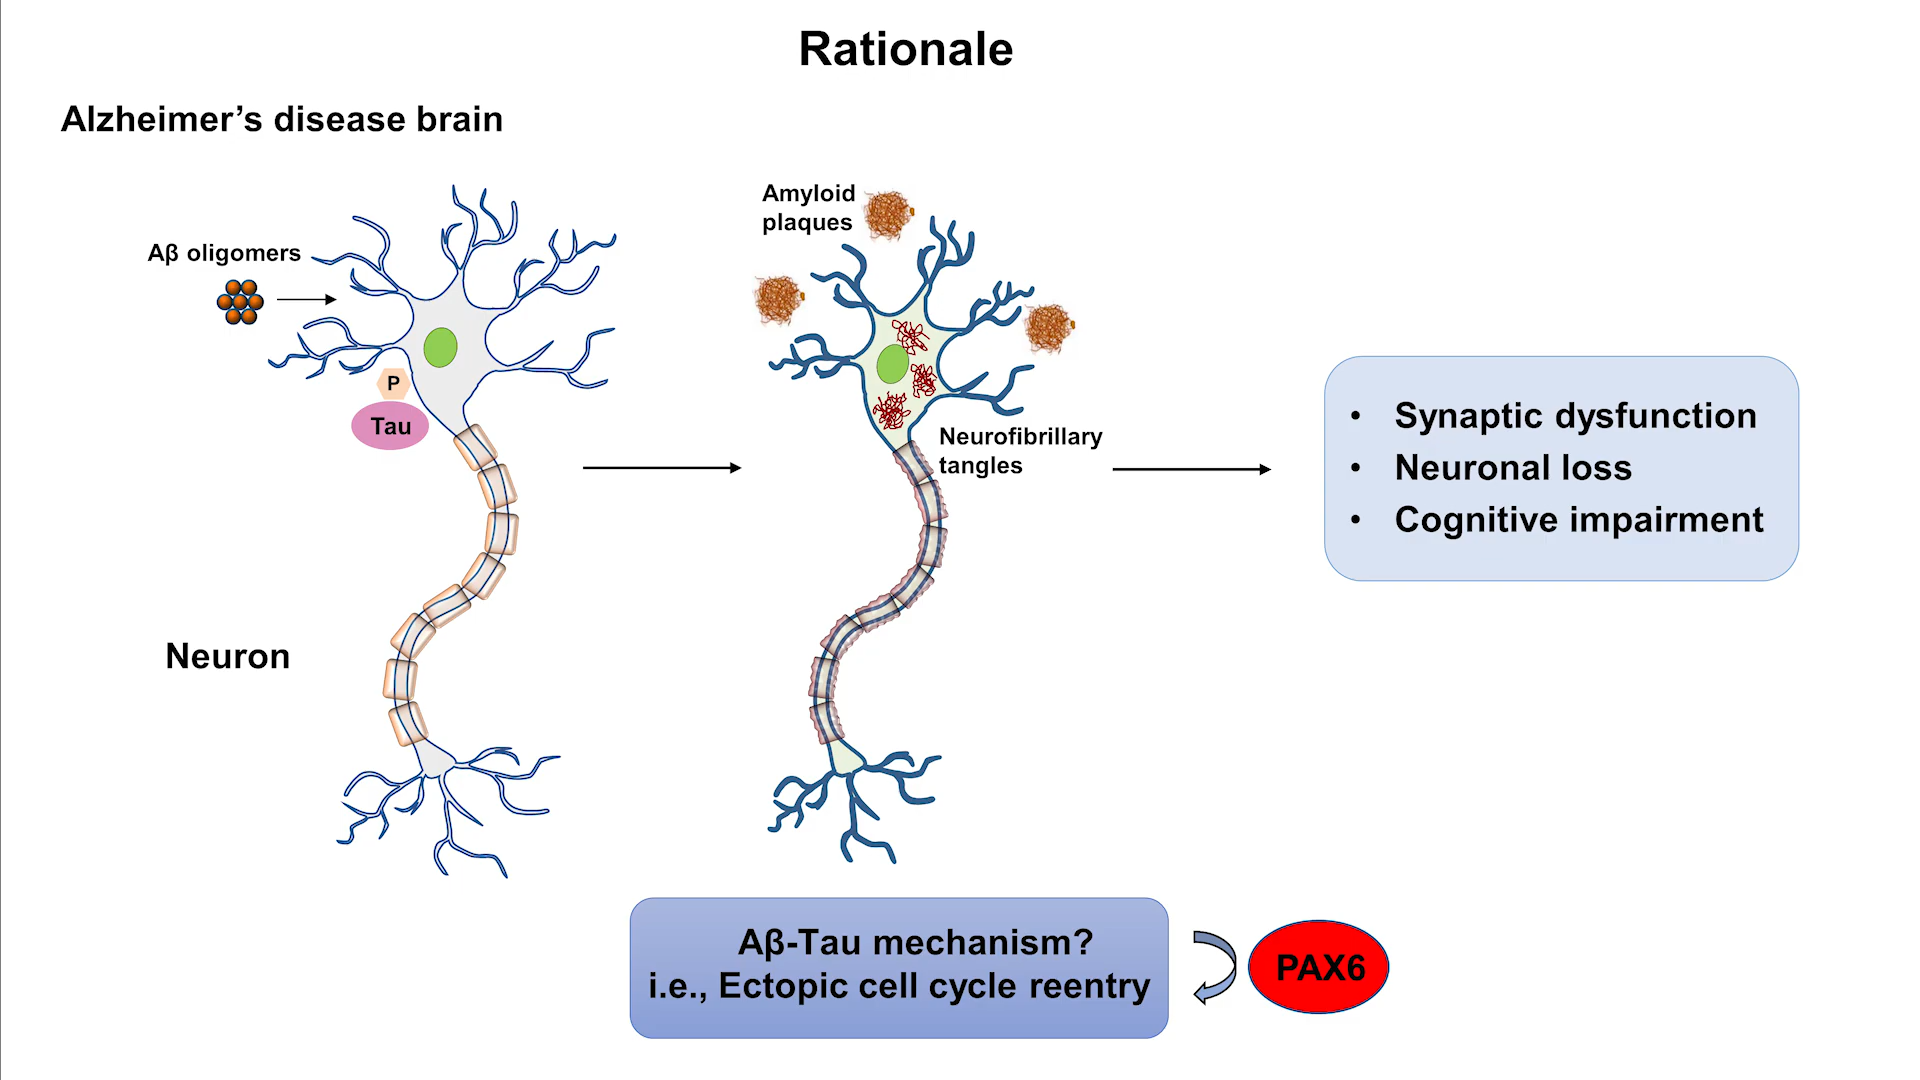 Rationale
Alzheimer’s disease brain
Aβ oligomers
P
Tau
Neuron
Amyloid
plaques
Neurofibrillary
tangles
• Synaptic dysfunction
• Neuronal loss
• Cognitive impairment
Aβ-Tau mechanism?
i.e., Ectopic cell cycle reentry
PAX6